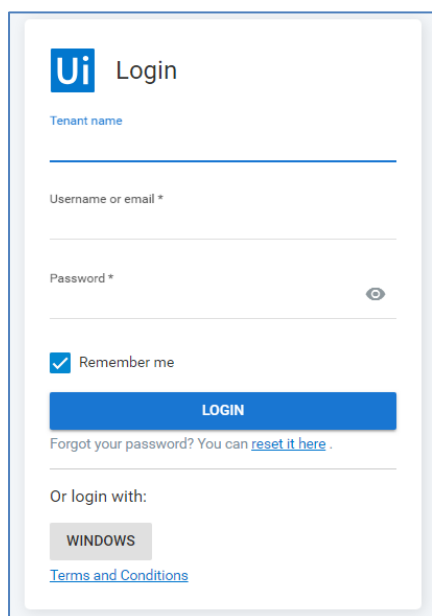 Ui Login
Tenant name
Username or email *
Password *
Remember me
LOGIN
Forgot your password? You can reset it here .
Or login with:
WINDOWS
Terms and Conditions